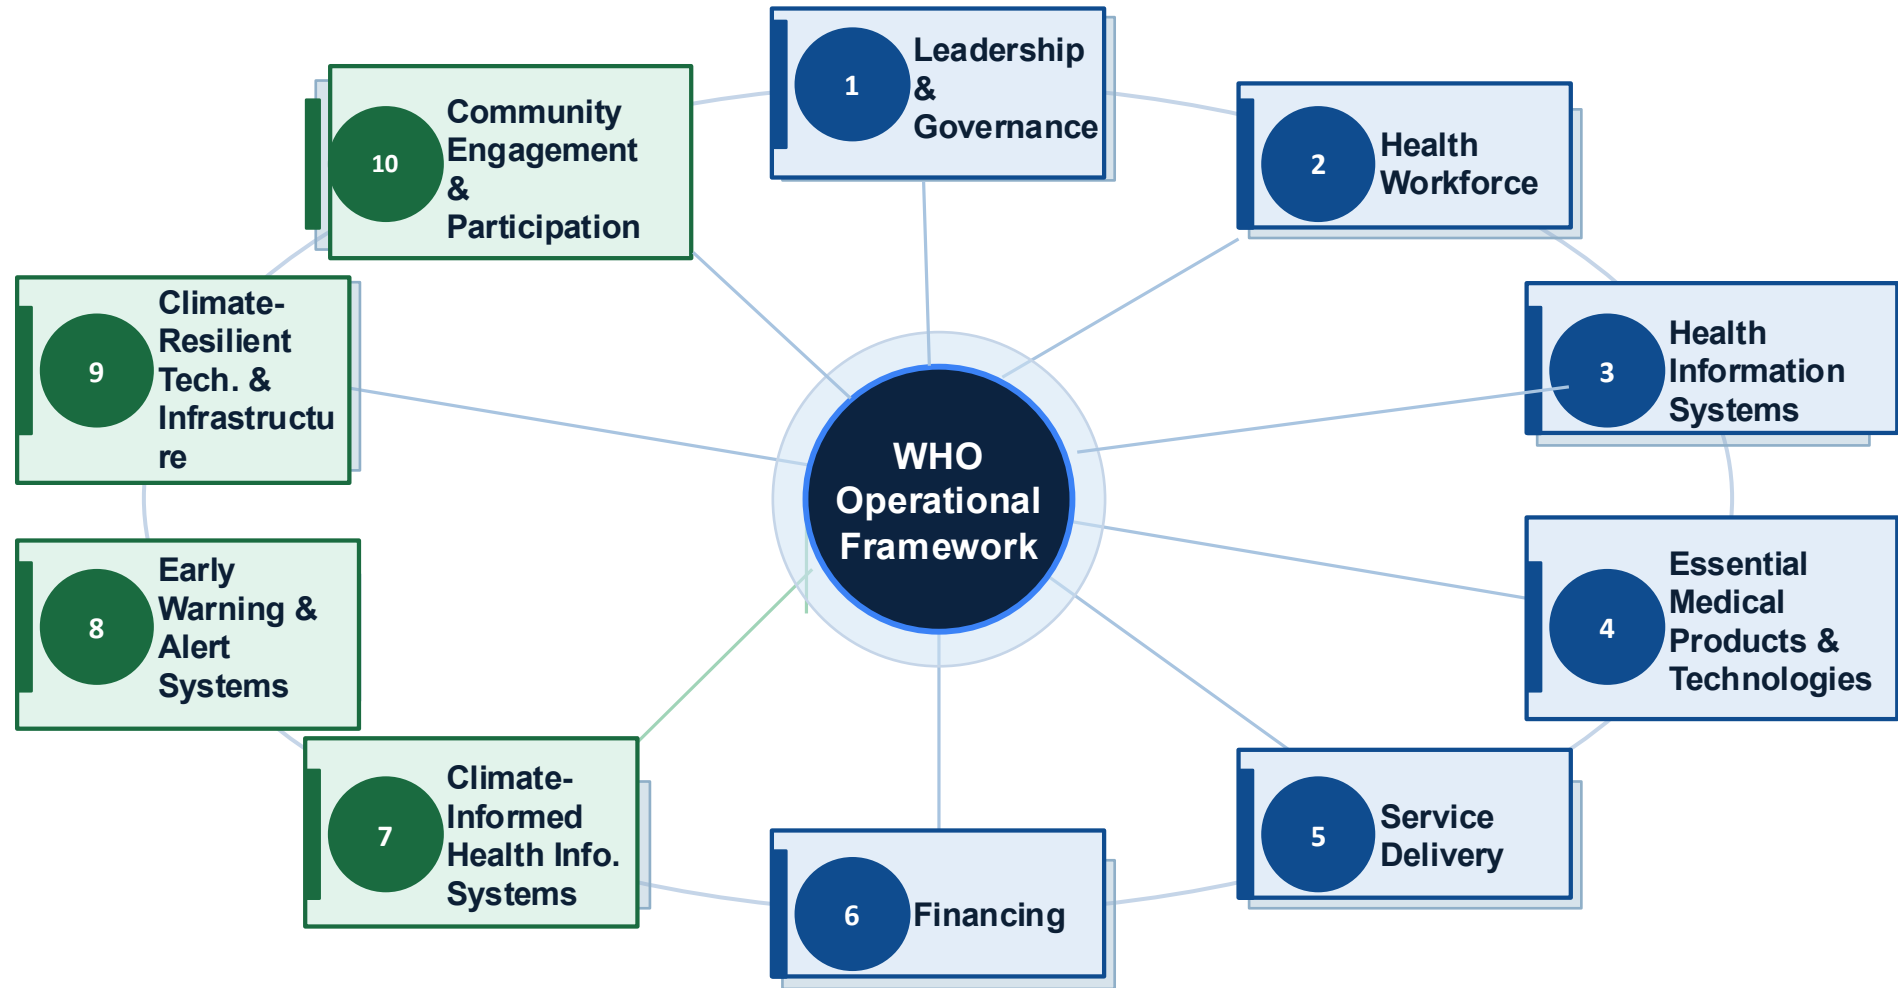 1
Leadership
&
Governance
2
Health
Workforce
3
Health
Information
Systems
4
Essential
Medical
Products &
Technologies
5
Service
Delivery
6
Financing
7
Climate-
Informed
Health Info.
Systems
8
Early
Warning &
Alert
Systems
9
Climate-
Resilient
Tech. &
Infrastructu
re
10
Community
Engagement
&
Participation
WHO
Operational
Framework